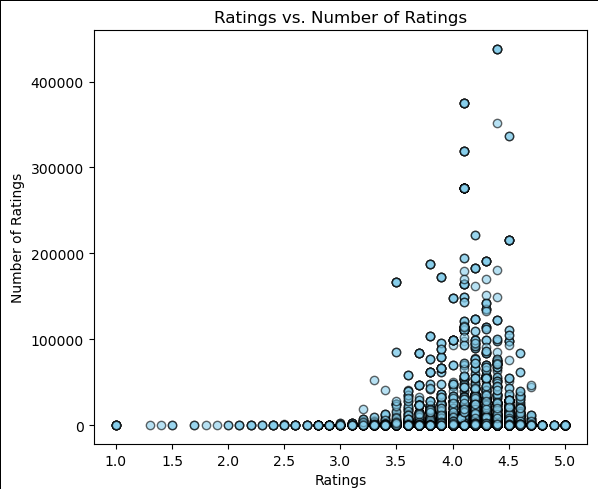 Ratings vs. Number of Ratings
Number of Ratings
400000
300000
200000
100000
0
1.0 1.5 2.0 2.5 3.0 3.5 4.0 4.5 5.0
Ratings